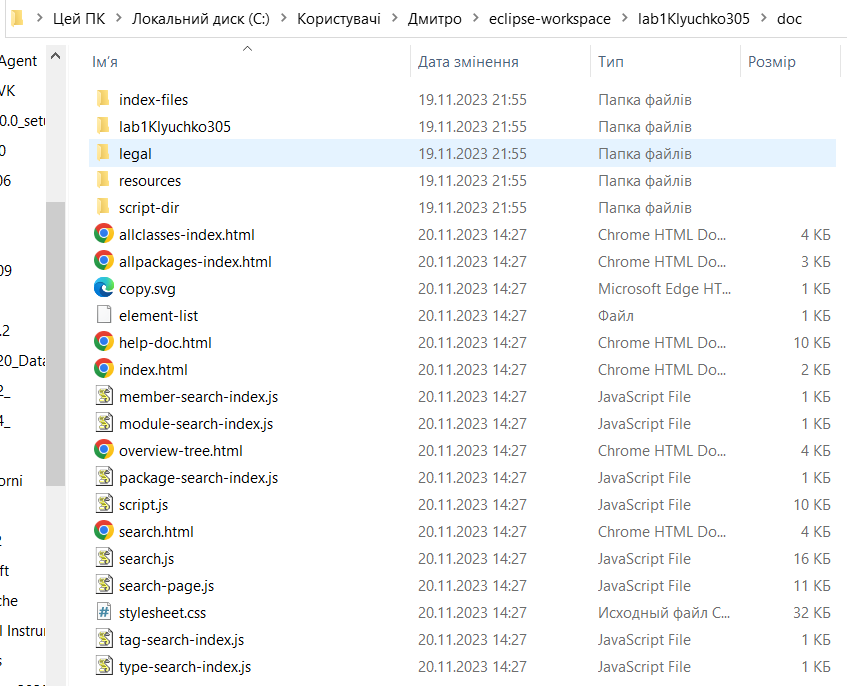 Цей ПК > Локальний диск (C:) > Користувачі > Дмитро > eclipse-workspace > lab1Klyuchko305 > doc
Ім'я Дата змінення Тип Розмір
index-files 19.11.2023 21:55 Папка файлів
lab1Klyuchko305 19.11.2023 21:55 Папка файлів
legal 19.11.2023 21:55 Папка файлів
resources 19.11.2023 21:55 Папка файлів
script-dir 19.11.2023 21:55 Папка файлів
allclasses-index.html 20.11.2023 14:27 Chrome HTML Do... 4 КБ
allpackages-index.html 20.11.2023 14:27 Chrome HTML Do... 3 КБ
copy.svg 20.11.2023 14:27 Microsoft Edge HT... 1 КБ
element-list 20.11.2023 14:27 Файл 1 КБ
help-doc.html 20.11.2023 14:27 Chrome HTML Do... 10 КБ
index.html 20.11.2023 14:27 Chrome HTML Do... 2 КБ
member-search-index.js 20.11.2023 14:27 JavaScript File 1 КБ
module-search-index.js 20.11.2023 14:27 JavaScript File 1 КБ
overview-tree.html 20.11.2023 14:27 Chrome HTML Do... 4 КБ
package-search-index.js 20.11.2023 14:27 JavaScript File 1 КБ
script.js 20.11.2023 14:27 JavaScript File 10 КБ
search.html 20.11.2023 14:27 Chrome HTML Do... 4 КБ
search.js 20.11.2023 14:27 JavaScript File 16 КБ
search-page.js 20.11.2023 14:27 JavaScript File 11 КБ
stylesheet.css 20.11.2023 14:27 Исходный файл С... 32 КБ
tag-search-index.js 20.11.2023 14:27 JavaScript File 1 КБ
type-search-index.js 20.11.2023 14:27 JavaScript File 1 КБ
Agent
VK
0.0_setu
0
06
09
.2
20_Data
2_
4_
orni
2
ft
che
l Instrur
s